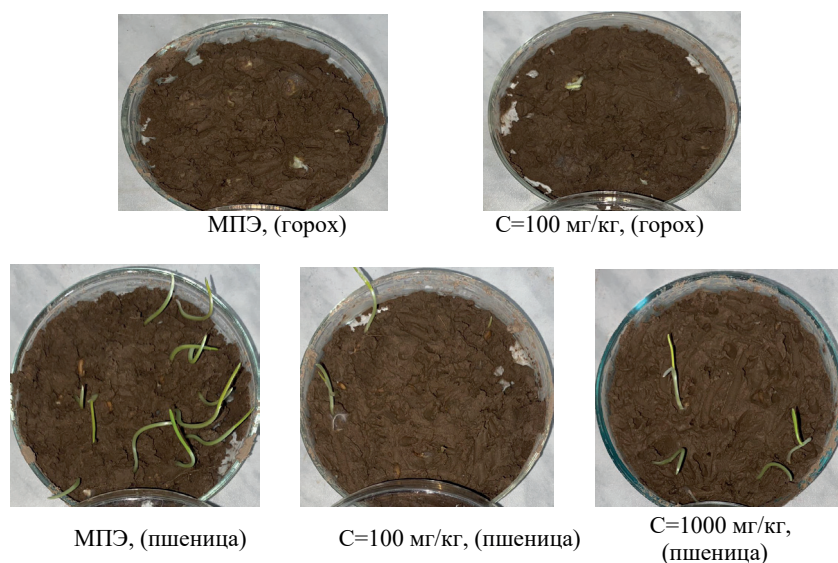 МПЭ, (горох)
С=100 мг/кг, (горох)
МПЭ, (пшеница)
С=100 мг/кг, (пшеница)
С=1000 мг/кг,
(пшеница)